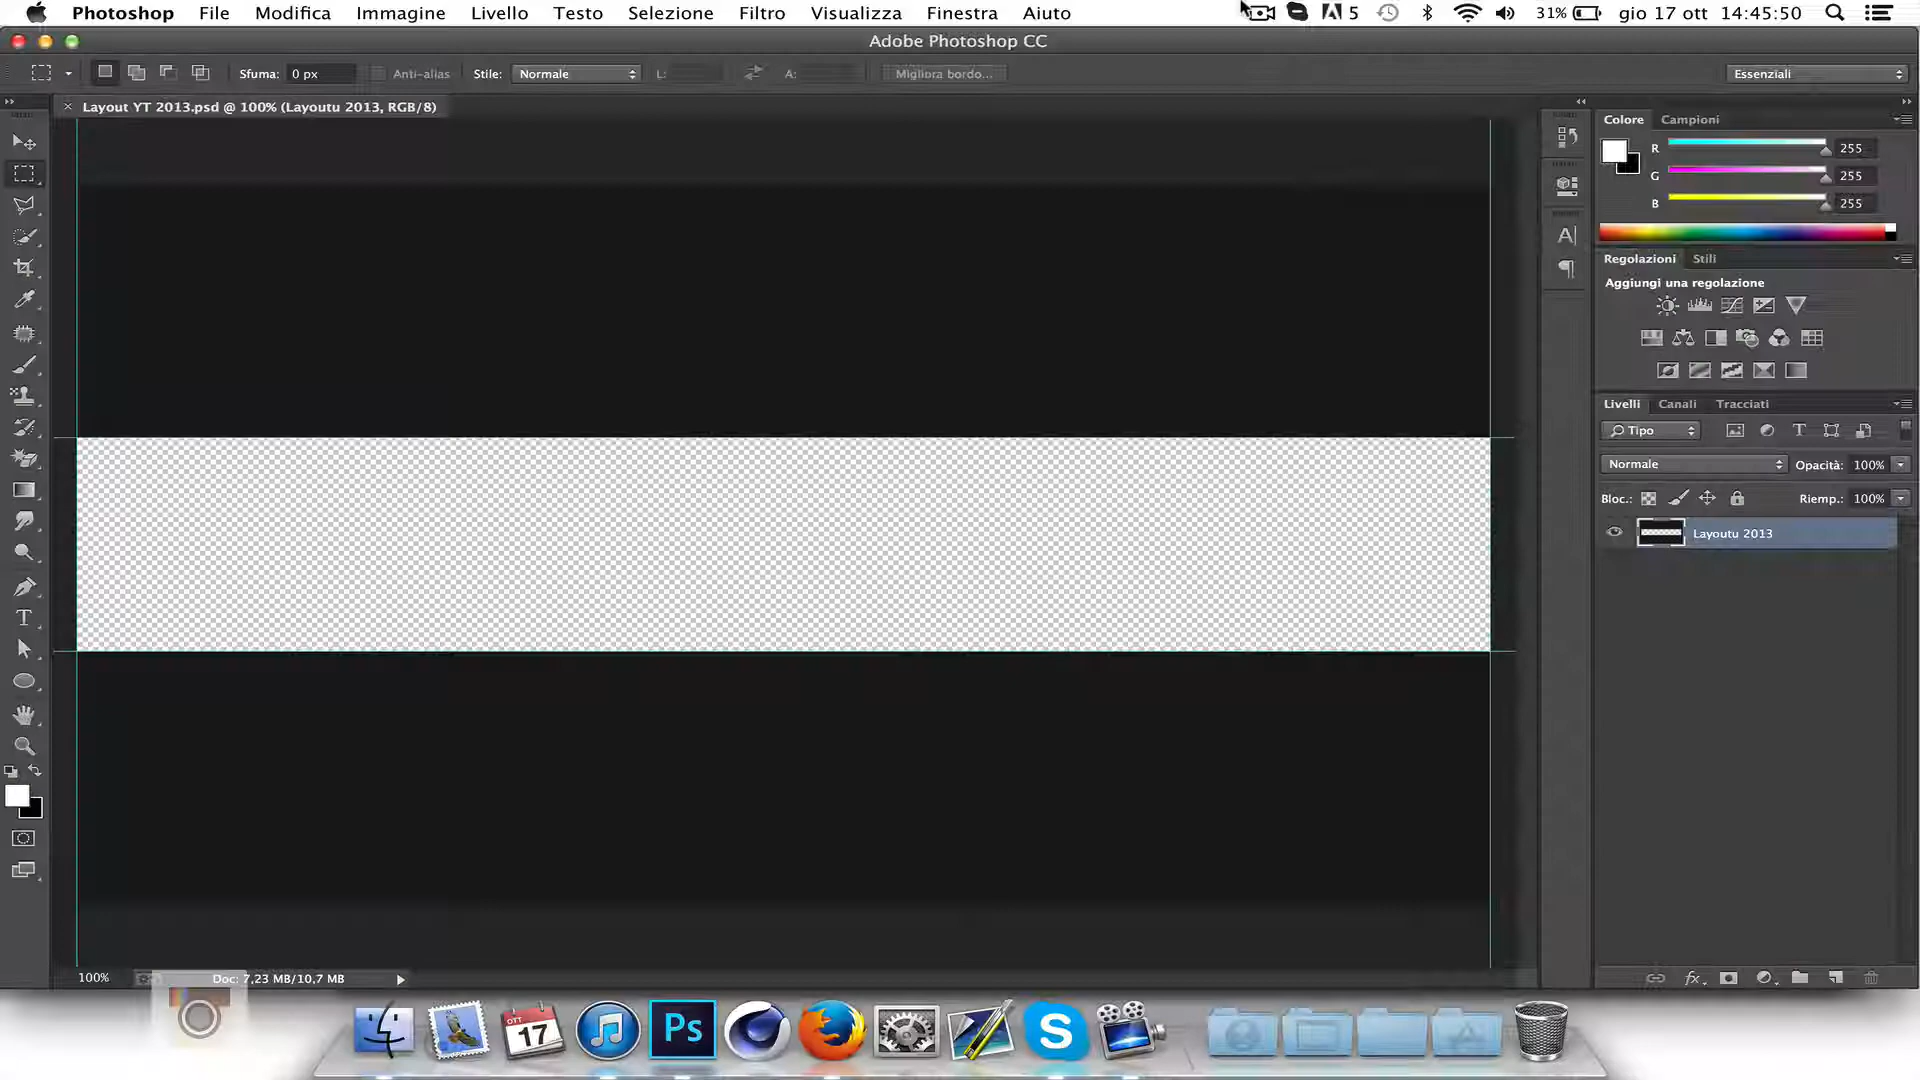 Photoshop File Modifica Immagine Livello Testo Selezione Filtro Visualizza Finestra Aiuto 5 31% gio 17 ott 14:45:50
Adobe Photoshop CC
Sfuma: 0 px Anti-alias Stile: Normale L: A: Migliora bordo... Essenziali
Layout YT 2013.psd @ 100% (Layoutu 2013, RGB/8)
Colore Campioni
R 255
G 255
B 255
Regolazioni Stili
Aggiungi una regolazione
Livelli Canali Tracciati
Tipo
Normale Opacità: 100%
Bloc.: Riemp.: 100%
Layoutu 2013
100% Doc: 7,23 MB/10,7 MB
fx
OTT
17
Ps
S